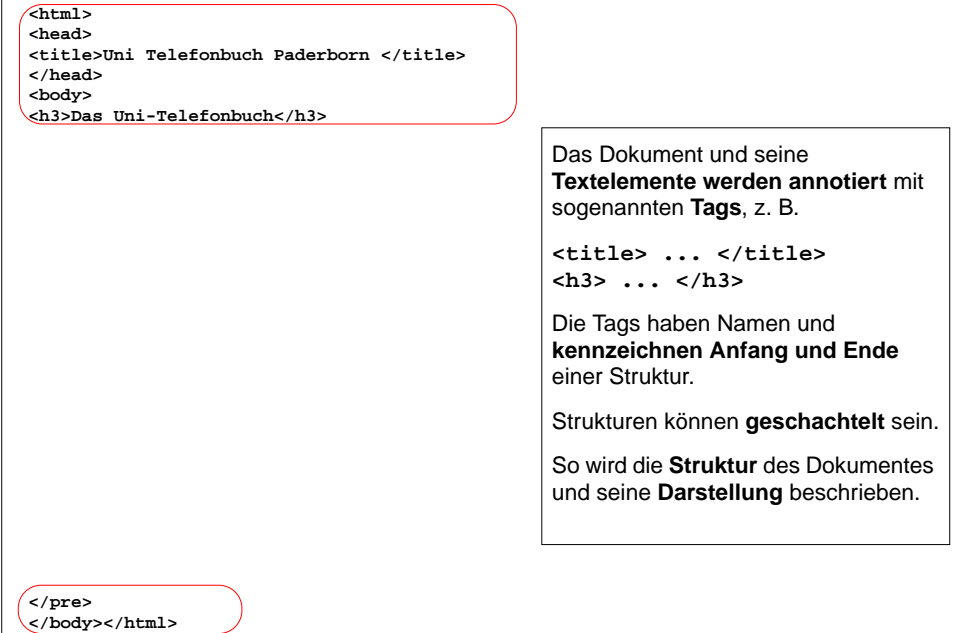 <html>
<head>
<title>Uni Telefonbuch Paderborn </title>
</head>
<body>
<h3>Das Uni-Telefonbuch</h3>
Das Dokument und seine
Textelemente werden annotiert mit
sogenannten Tags, z. B.
<title> ... </title>
<h3> ... </h3>
Die Tags haben Namen und
kennzeichnen Anfang und Ende
einer Struktur.
Strukturen können geschachtelt sein.
So wird die Struktur des Dokumentes
und seine Darstellung beschrieben.
</pre>
</body></html>